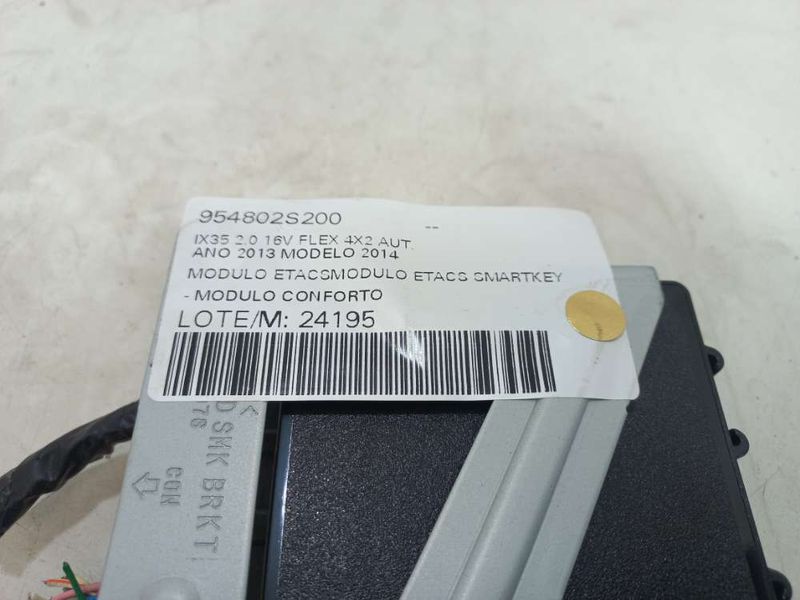 954802S200
--
IX35 2.0 16V FLEX 4X2 AUT.
ANO 2013 MODELO 2014
MODULO ETACSMODULO ETACS SMARTKEY
- MODULO CONFORTO
LOTE/M: 24195
SMK BRKT
CON